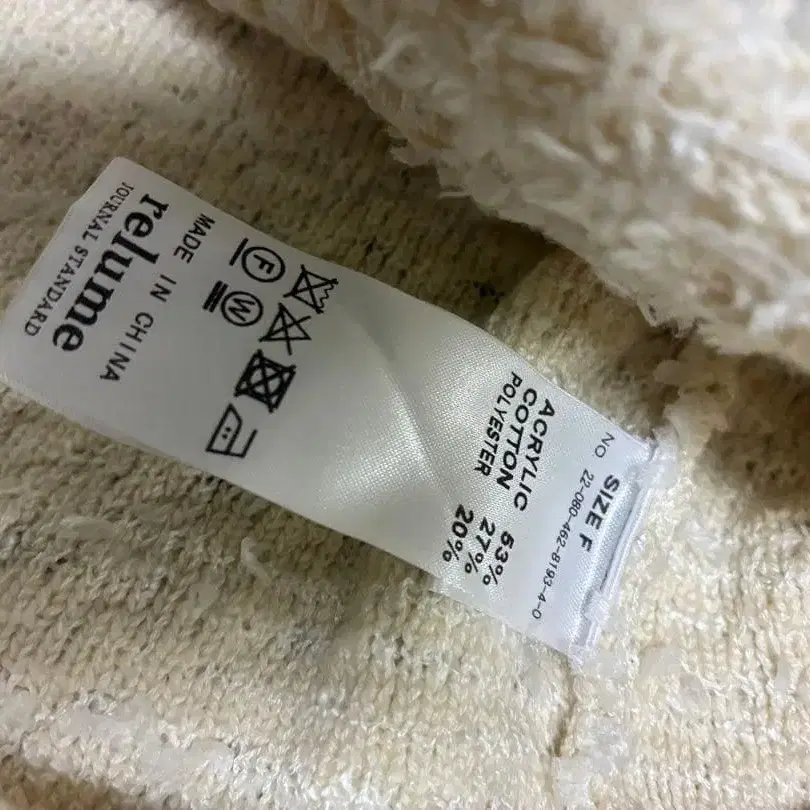 NO 22-080-462-8193-4-0
SIZE F
ACRYLIC 53%
COTTON 27%
POLYESTER 20%
F
W
MADE IN CHINA
relume
JOURNAL STANDARD